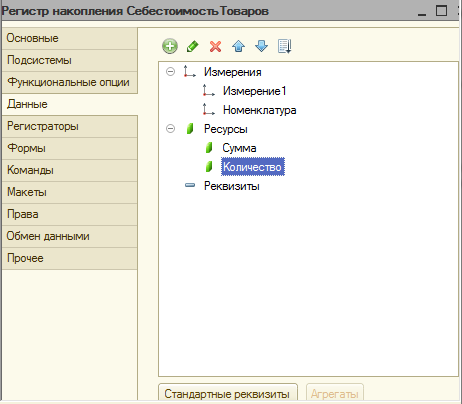 Регистр накопления СебестоимостьТоваров
Основные
Подсистемы
Функциональные опции
Данные
Регистраторы
Формы
Команды
Макеты
Права
Обмен данными
Прочее
Измерения
Измерение1
Номенклатура
Ресурсы
Сумма
Количество
Реквизиты
Стандартные реквизиты
Агрегаты